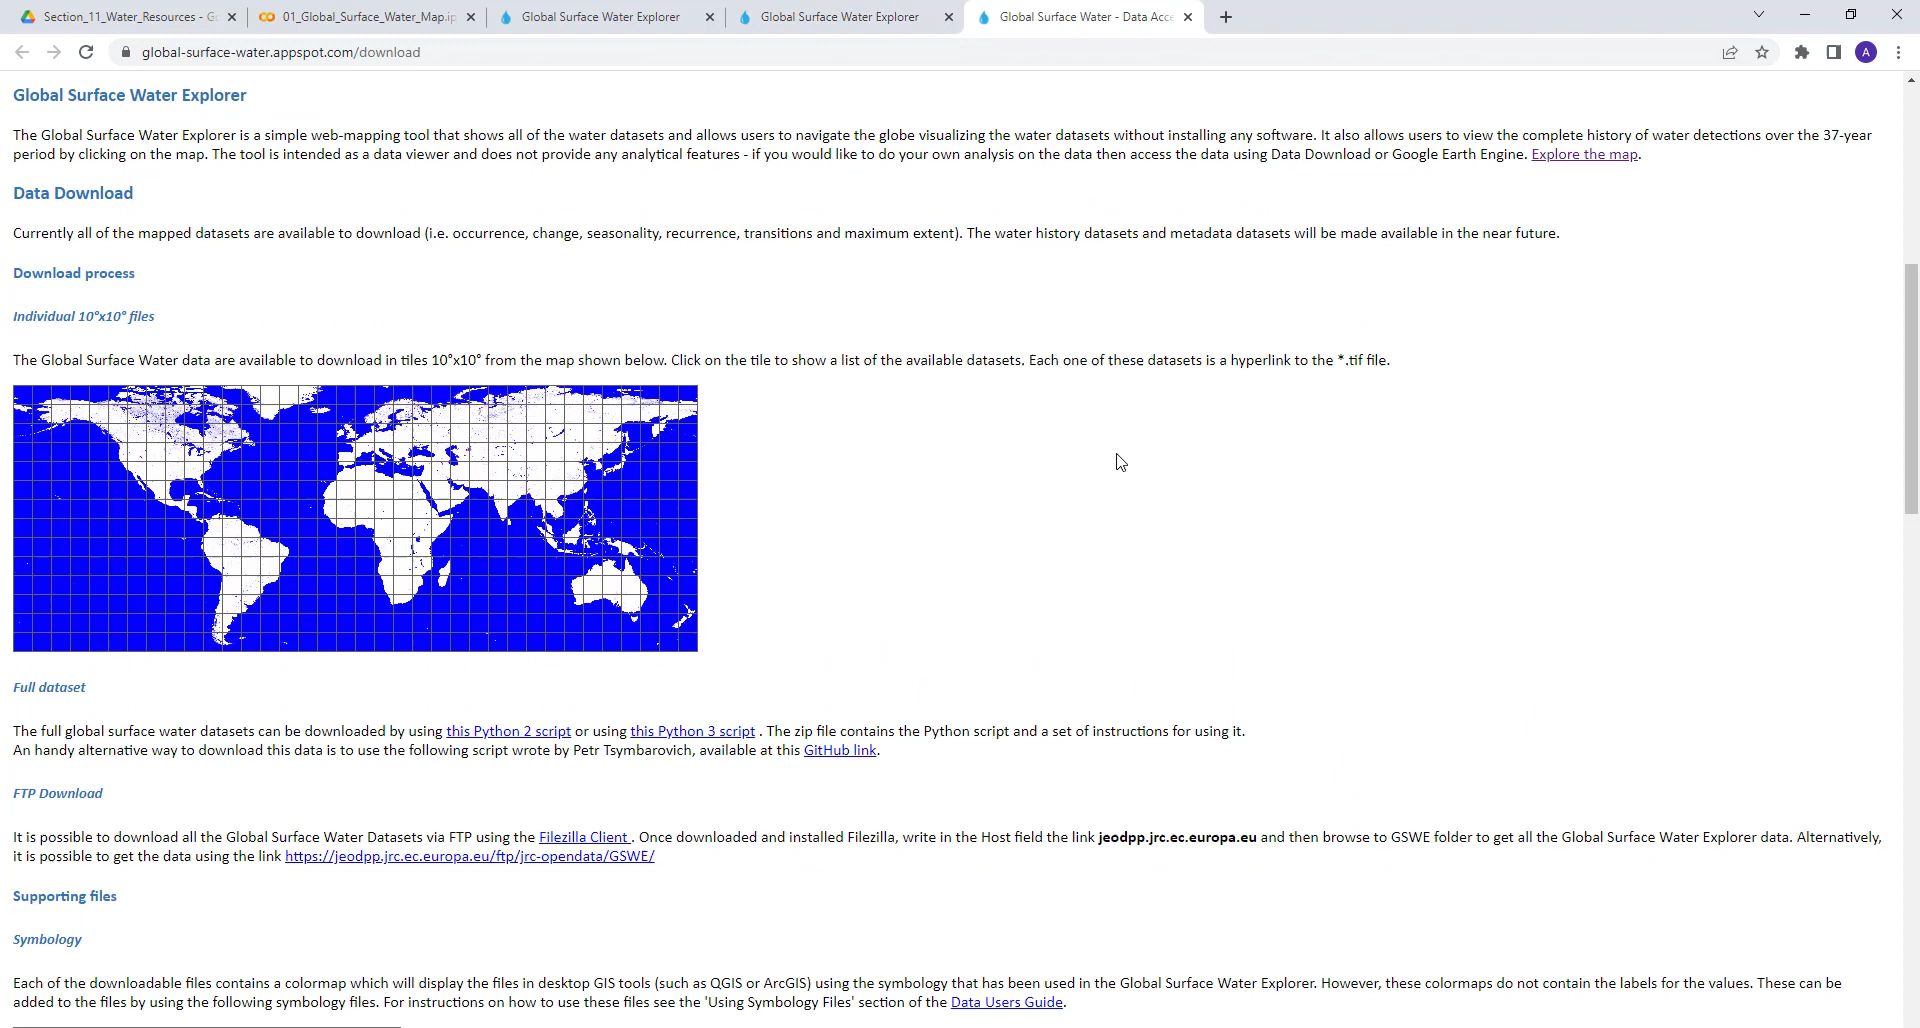 Section_11_Water_Resources - Go
01_Global_Surface_Water_Map.ip
Global Surface Water Explorer
Global Surface Water Explorer
Global Surface Water - Data Acce
global-surface-water.appspot.com/download
A
Global Surface Water Explorer
The Global Surface Water Explorer is a simple web-mapping tool that shows all of the water datasets and allows users to navigate the globe visualizing the water datasets without installing any software. It also allows users to view the complete history of water detections over the 37-year
period by clicking on the map. The tool is intended as a data viewer and does not provide any analytical features - if you would like to do your own analysis on the data then access the data using Data Download or Google Earth Engine. Explore the map.
Data Download
Currently all of the mapped datasets are available to download (i.e. occurrence, change, seasonality, recurrence, transitions and maximum extent). The water history datasets and metadata datasets will be made available in the near future.
Download process
Individual 10°x10° files
The Global Surface Water data are available to download in tiles 10°x10° from the map shown below. Click on the tile to show a list of the available datasets. Each one of these datasets is a hyperlink to the *.tif file.
Full dataset
The full global surface water datasets can be downloaded by using this Python 2 script or using this Python 3 script . The zip file contains the Python script and a set of instructions for using it.
An handy alternative way to download this data is to use the following script wrote by Petr Tsymbarovich, available at this GitHub link.
FTP Download
It is possible to download all the Global Surface Water Datasets via FTP using the Filezilla Client . Once downloaded and installed Filezilla, write in the Host field the link jeodpp.jrc.ec.europa.eu and then browse to GSWE folder to get all the Global Surface Water Explorer data. Alternatively,
it is possible to get the data using the link https://jeodpp.jrc.ec.europa.eu/ftp/jrc-opendata/GSWE/
Supporting files
Symbology
Each of the downloadable files contains a colormap which will display the files in desktop GIS tools (such as QGIS or ArcGIS) using the symbology that has been used in the Global Surface Water Explorer. However, these colormaps do not contain the labels for the values. These can be
added to the files by using the following symbology files. For instructions on how to use these files see the 'Using Symbology Files' section of the Data Users Guide.